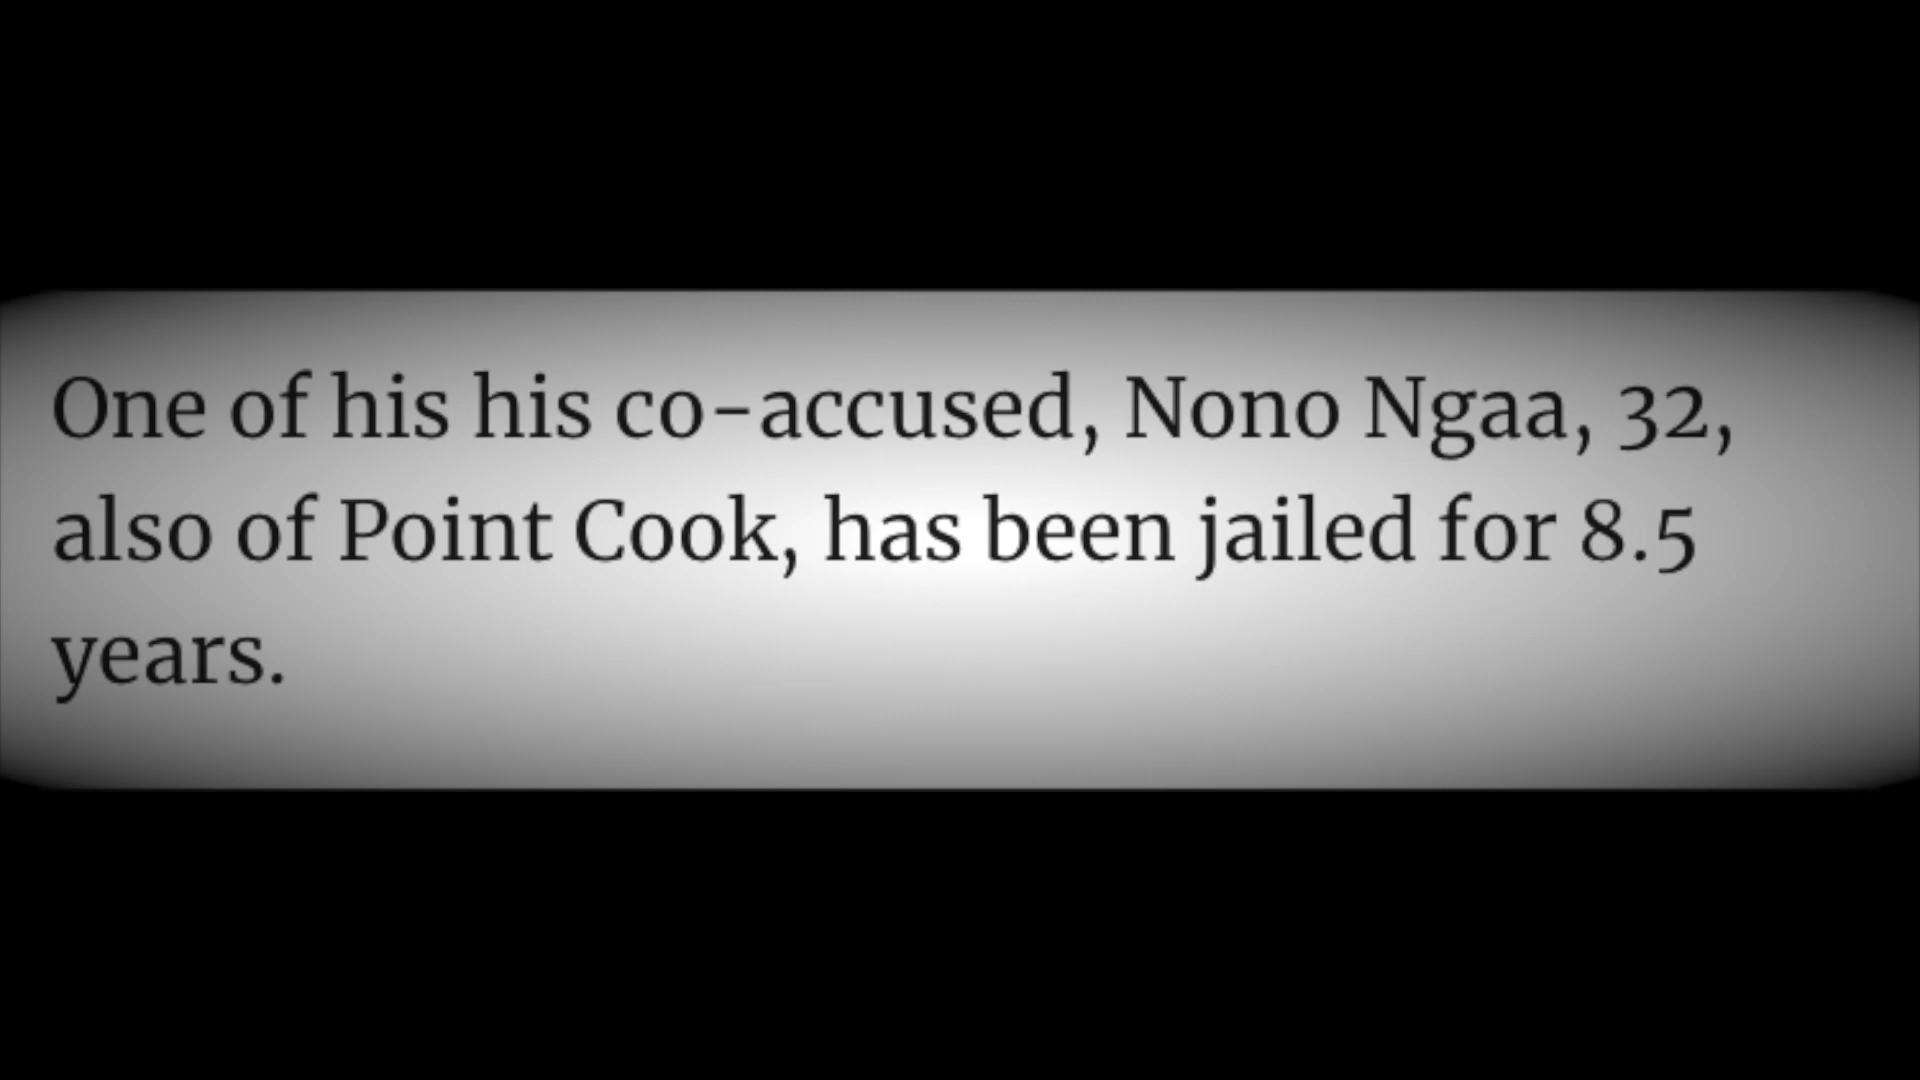 One of his his co-accused, Nono Ngaa, 32,
also of Point Cook, has been jailed for 8.5
years.